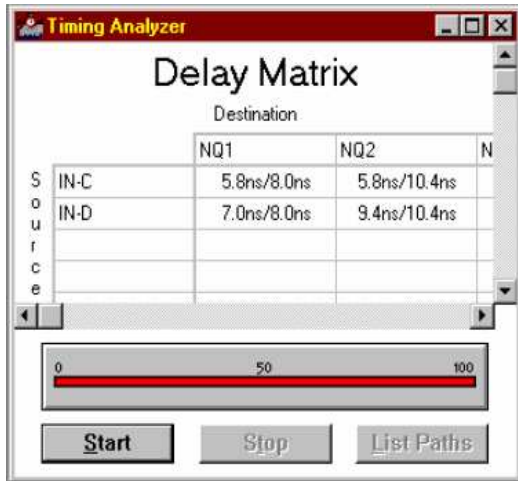 Timing Analyzer
Delay Matrix
Destination
NQ1 NQ2 N
Source
IN-C 5.8ns/8.0ns 5.8ns/10.4ns
IN-D 7.0ns/8.0ns 9.4ns/10.4ns
0 50 100
Start Stop List Paths